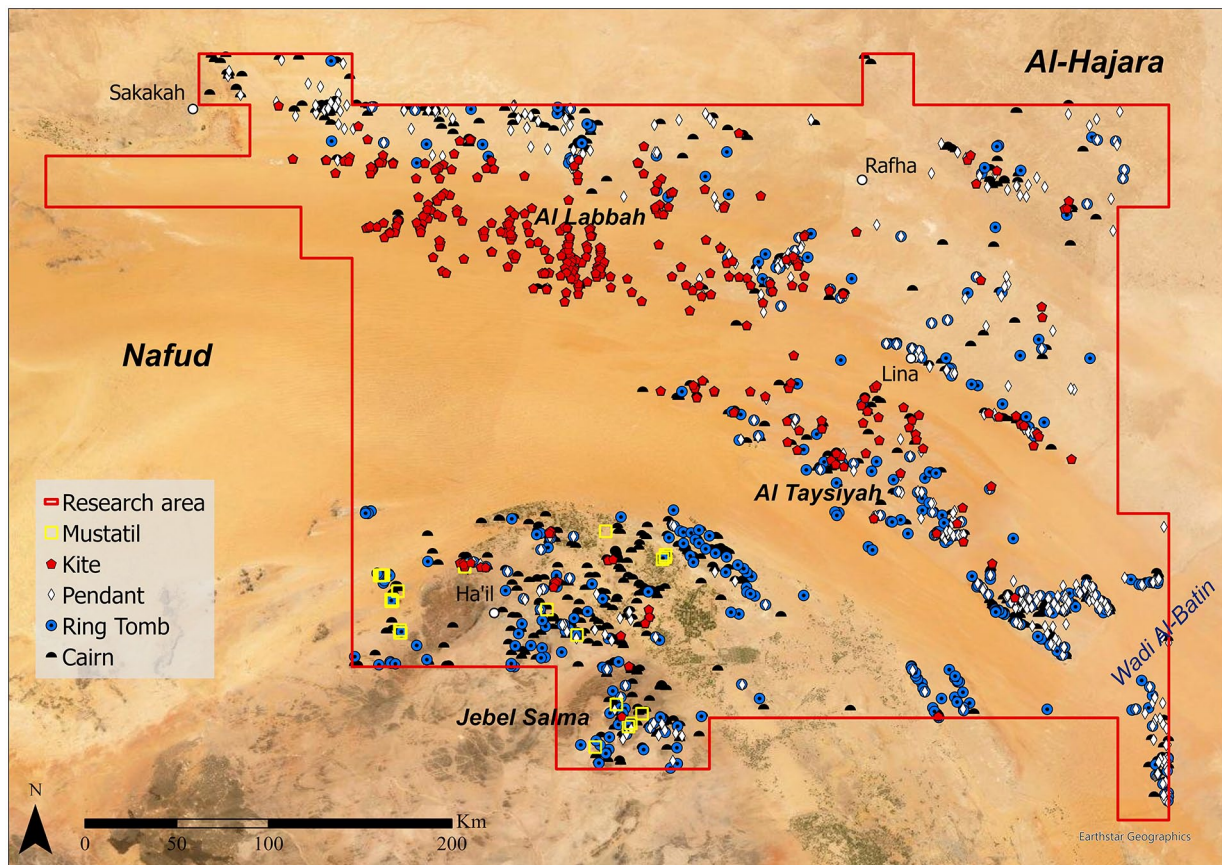 Al-Hajara
Sakakah
Rafha
Al Labbah
Nafud
Lina
Al Taysiyah
Research area
Mustatil
Kite
Pendant
Ring Tomb
Cairn
Ha'il
Wadi Al-Batin
Jebel Salma
N
Km
0 100 200
Earthstar Geographics